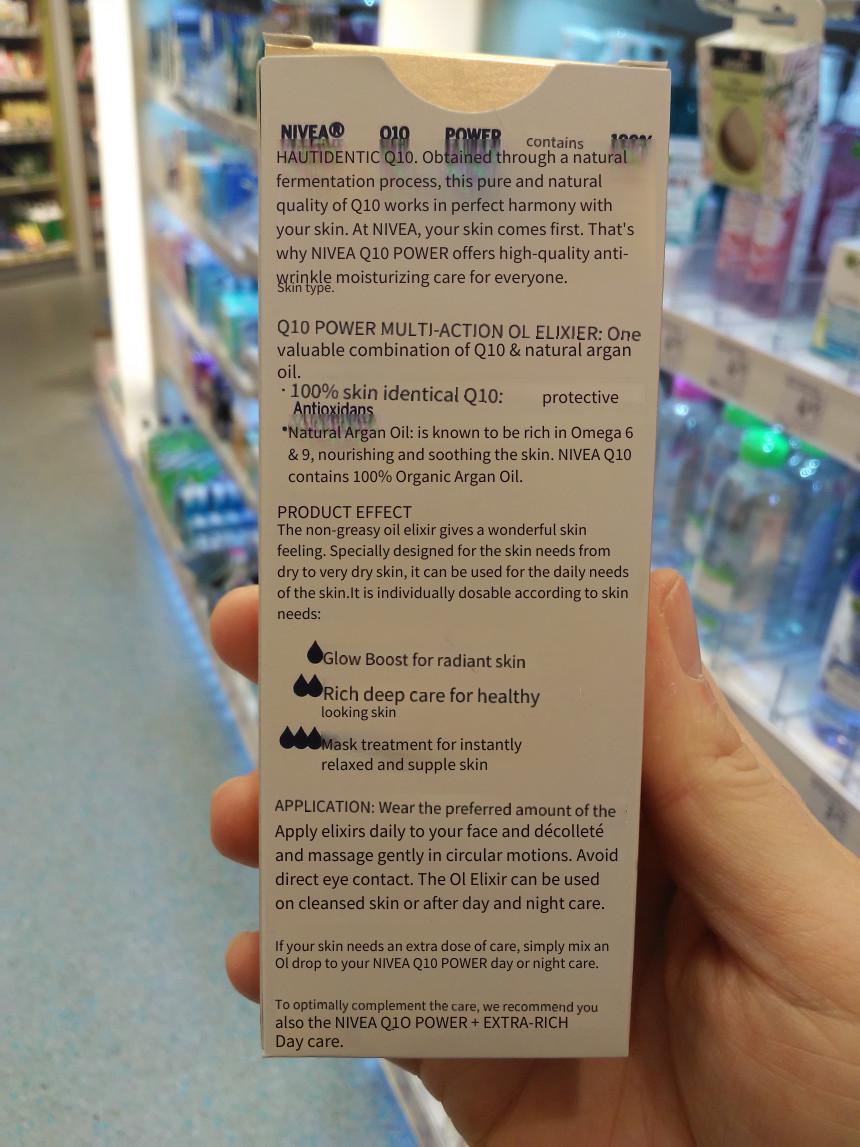 NIVEA® Q10 POWER contains 100%
HAUTIDENTIC Q10. Obtained through a natural
fermentation process, this pure and natural
quality of Q10 works in perfect harmony with
your skin. At NIVEA, your skin comes first. That's
why NIVEA Q10 POWER offers high-quality anti-
wrinkle moisturizing care for everyone.
Skin type.
Q10 POWER MULTI-ACTION OL ELIXIER: One
valuable combination of Q10 & natural argan
oil.
· 100% skin identical Q10: protective
Antioxidans
•Natural Argan Oil: is known to be rich in Omega 6
& 9, nourishing and soothing the skin. NIVEA Q10
contains 100% Organic Argan Oil.
PRODUCT EFFECT
The non-greasy oil elixir gives a wonderful skin
feeling. Specially designed for the skin needs from
dry to very dry skin, it can be used for the daily needs
of the skin.It is individually dosable according to skin
needs:
Glow Boost for radiant skin
Rich deep care for healthy
looking skin
Mask treatment for instantly
relaxed and supple skin
APPLICATION: Wear the preferred amount of the
Apply elixirs daily to your face and décolleté
and massage gently in circular motions. Avoid
direct eye contact. The Ol Elixir can be used
on cleansed skin or after day and night care.
If your skin needs an extra dose of care, simply mix an
Ol drop to your NIVEA Q10 POWER day or night care.
To optimally complement the care, we recommend you
also the NIVEA Q1O POWER + EXTRA-RICH
Day care.